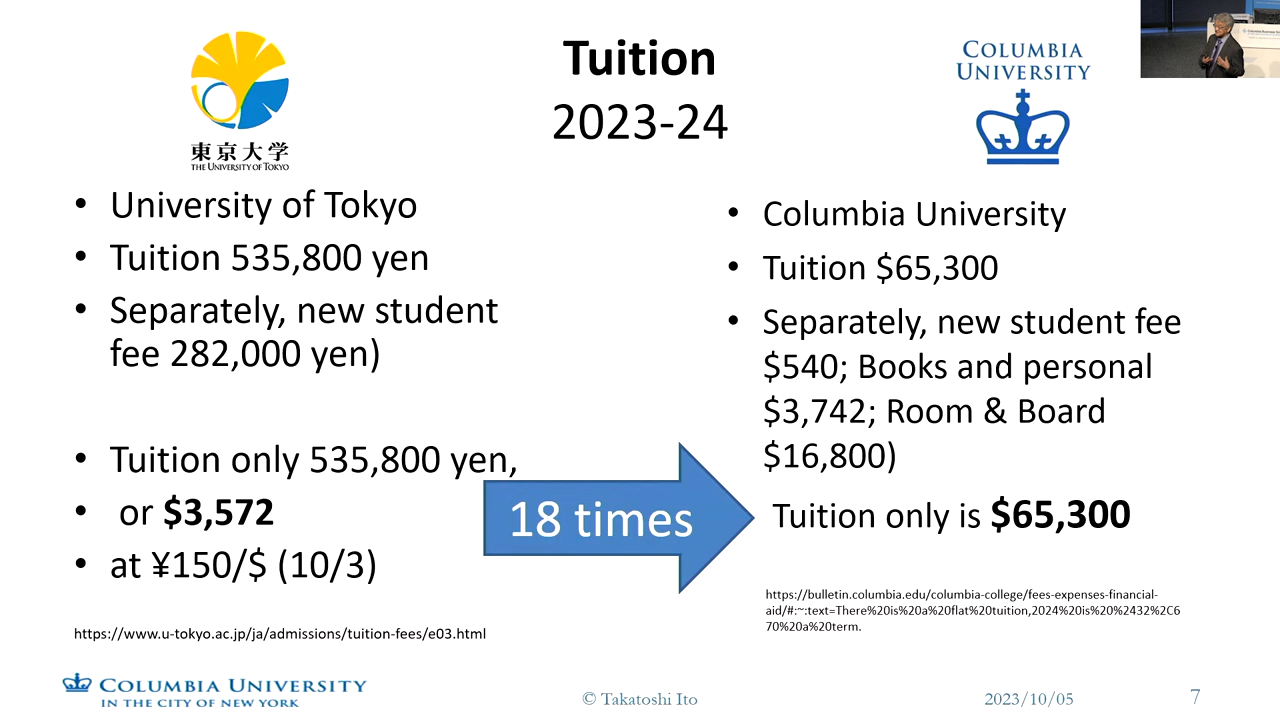 Tuition
2023-24
東京大学
THE UNIVERSITY OF TOKYO
COLUMBIA
UNIVERSITY
• University of Tokyo
• Tuition 535,800 yen
• Separately, new student
fee 282,000 yen)
• Tuition only 535,800 yen,
• or $3,572
• at ¥150/$ (10/3)
https://www.u-tokyo.ac.jp/ja/admissions/tuition-fees/e03.html
18 times
• Columbia University
• Tuition $65,300
• Separately, new student fee
$540; Books and personal
$3,742; Room & Board
$16,800)
Tuition only is $65,300
https://bulletin.columbia.edu/columbia-college/fees-expenses-financial-
aid/#:~:text=There%20is%20a%20flat%20tuition,2024%20is%20%2432%2C6
70%20a%20term.
COLUMBIA UNIVERSITY
IN THE CITY OF NEW YORK
© Takatoshi Ito
2023/10/05
7